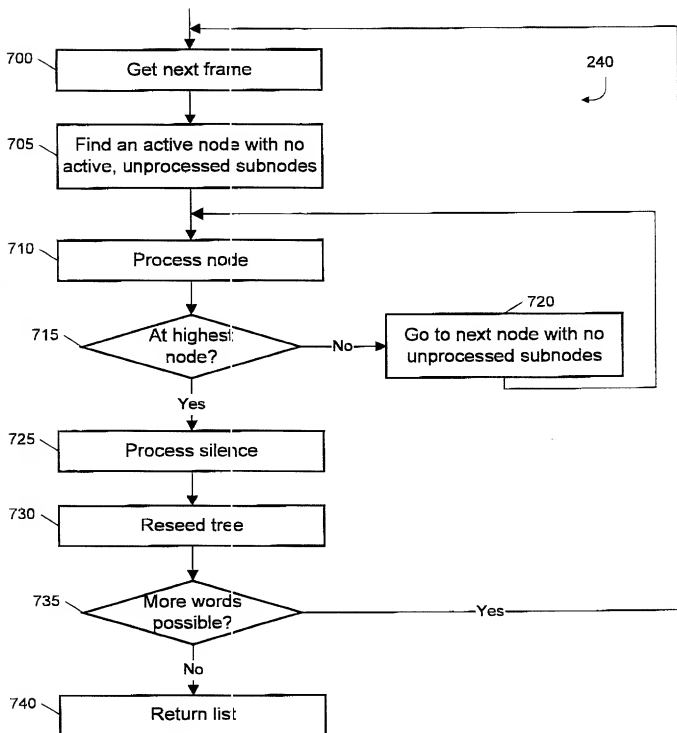 700
Get next frame
240
705
Find an active node with no
active, unprocessed subnodes
710
Process node
720
715
At highest
node?
No
Go to next node with no
unprocessed subnodes
Yes
725
Process silence
730
Reseed tree
735
More words
possible?
Yes
No
740
Return list